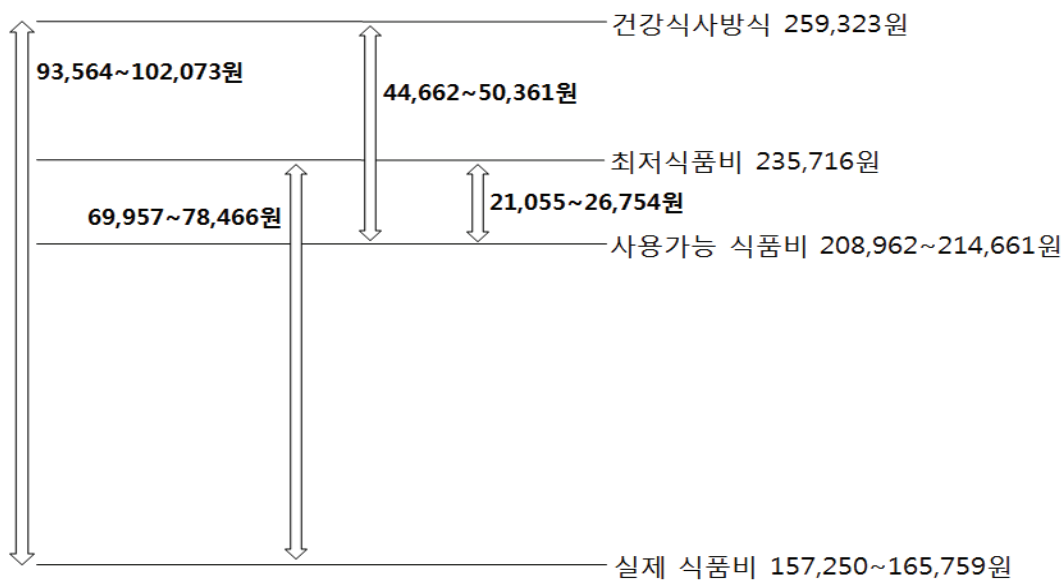 건강식사방식 259,323원
93,564~102,073원
44,662~50,361원
최저식품비 235,716원
69,957~78,466원
21,055~26,754원
사용가능 식품비 208,962~214,661원
실제 식품비 157,250~165,759원